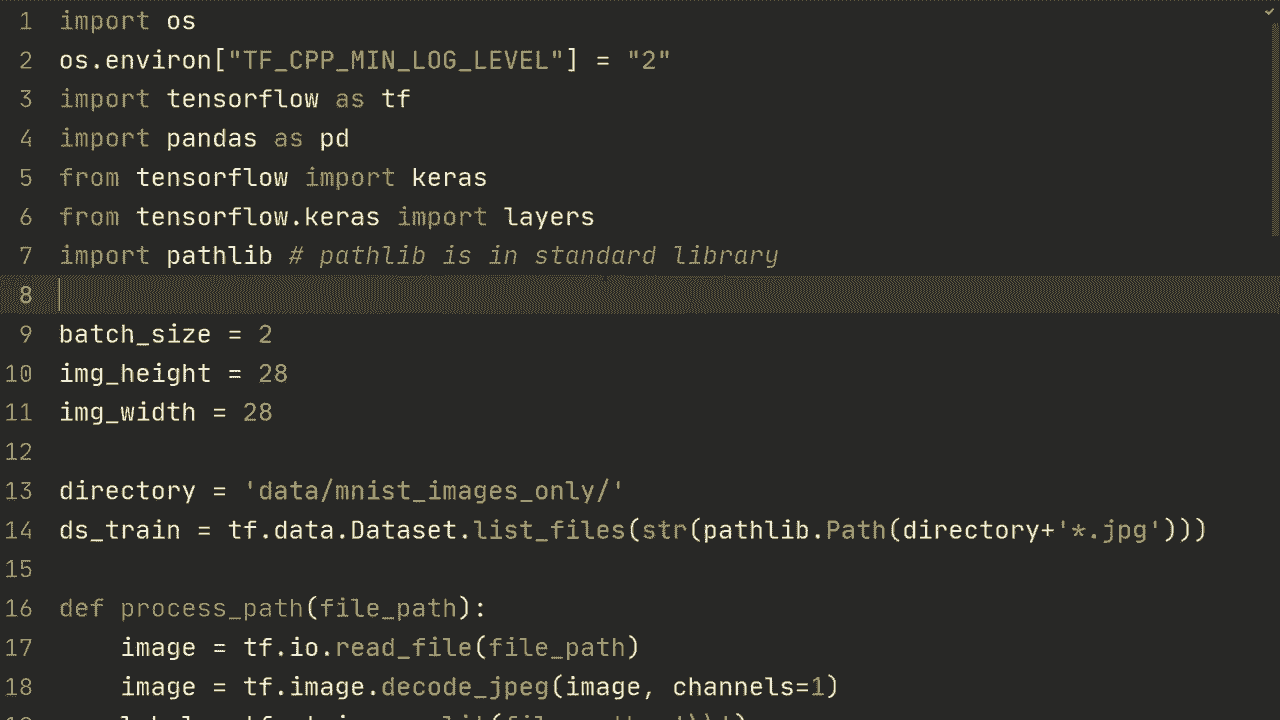 1 import os
2 os.environ["TF_CPP_MIN_LOG_LEVEL"] = "2"
3 import tensorflow as tf
4 import pandas as pd
5 from tensorflow import keras
6 from tensorflow.keras import layers
7 import pathlib # pathlib is in standard library
8
9 batch_size = 2
10 img_height = 28
11 img_width = 28
12
13 directory = 'data/mnist_images_only/'
14 ds_train = tf.data.Dataset.list_files(str(pathlib.Path(directory+'*.jpg')))
15
16 def process_path(file_path):
17     image = tf.io.read_file(file_path)
18     image = tf.image.decode_jpeg(image, channels=1)